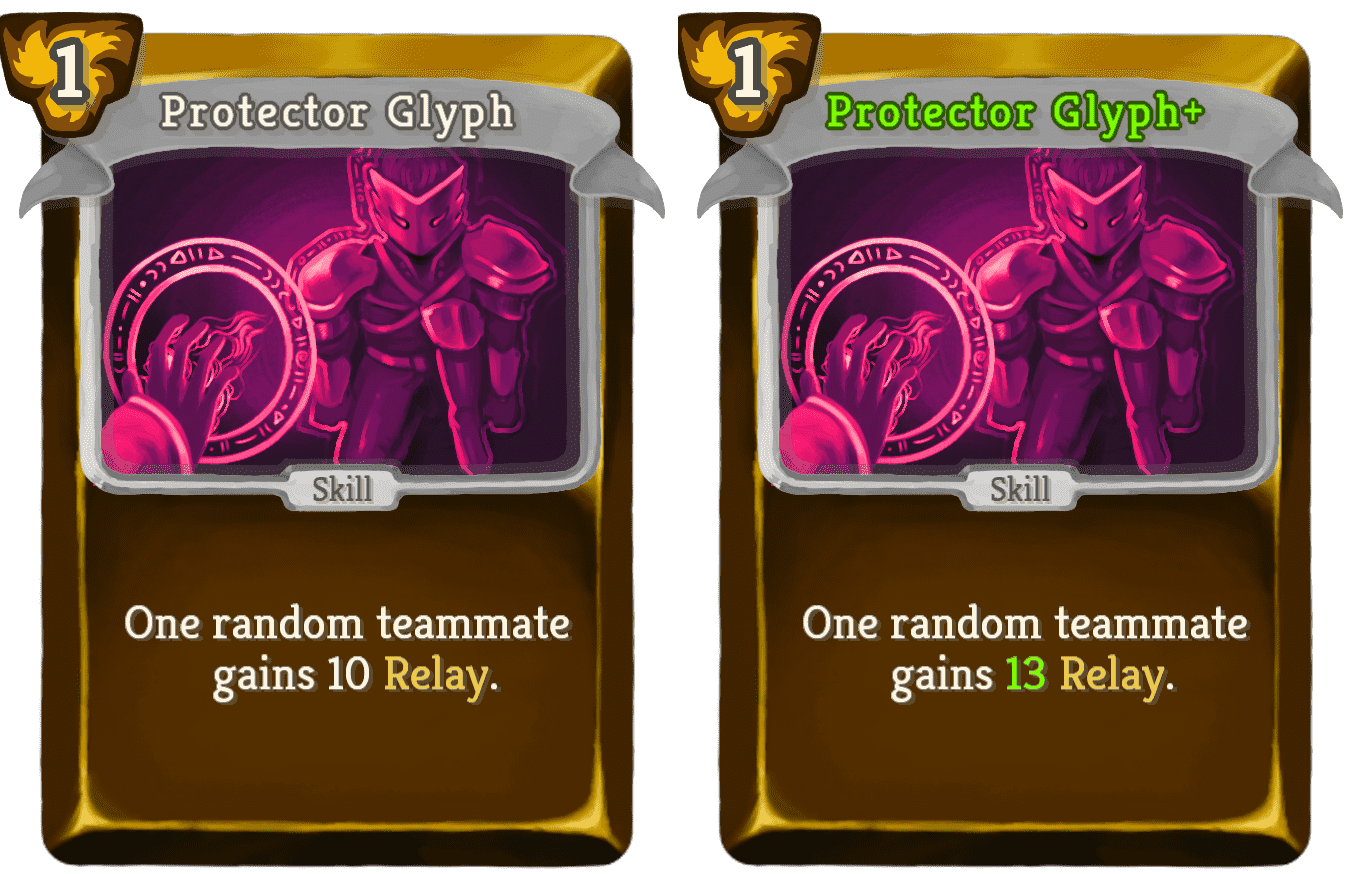 1
Protector Glyph
Skill
One random teammate
gains 10 Relay.
1
Protector Glyph+
Skill
One random teammate
gains 13 Relay.